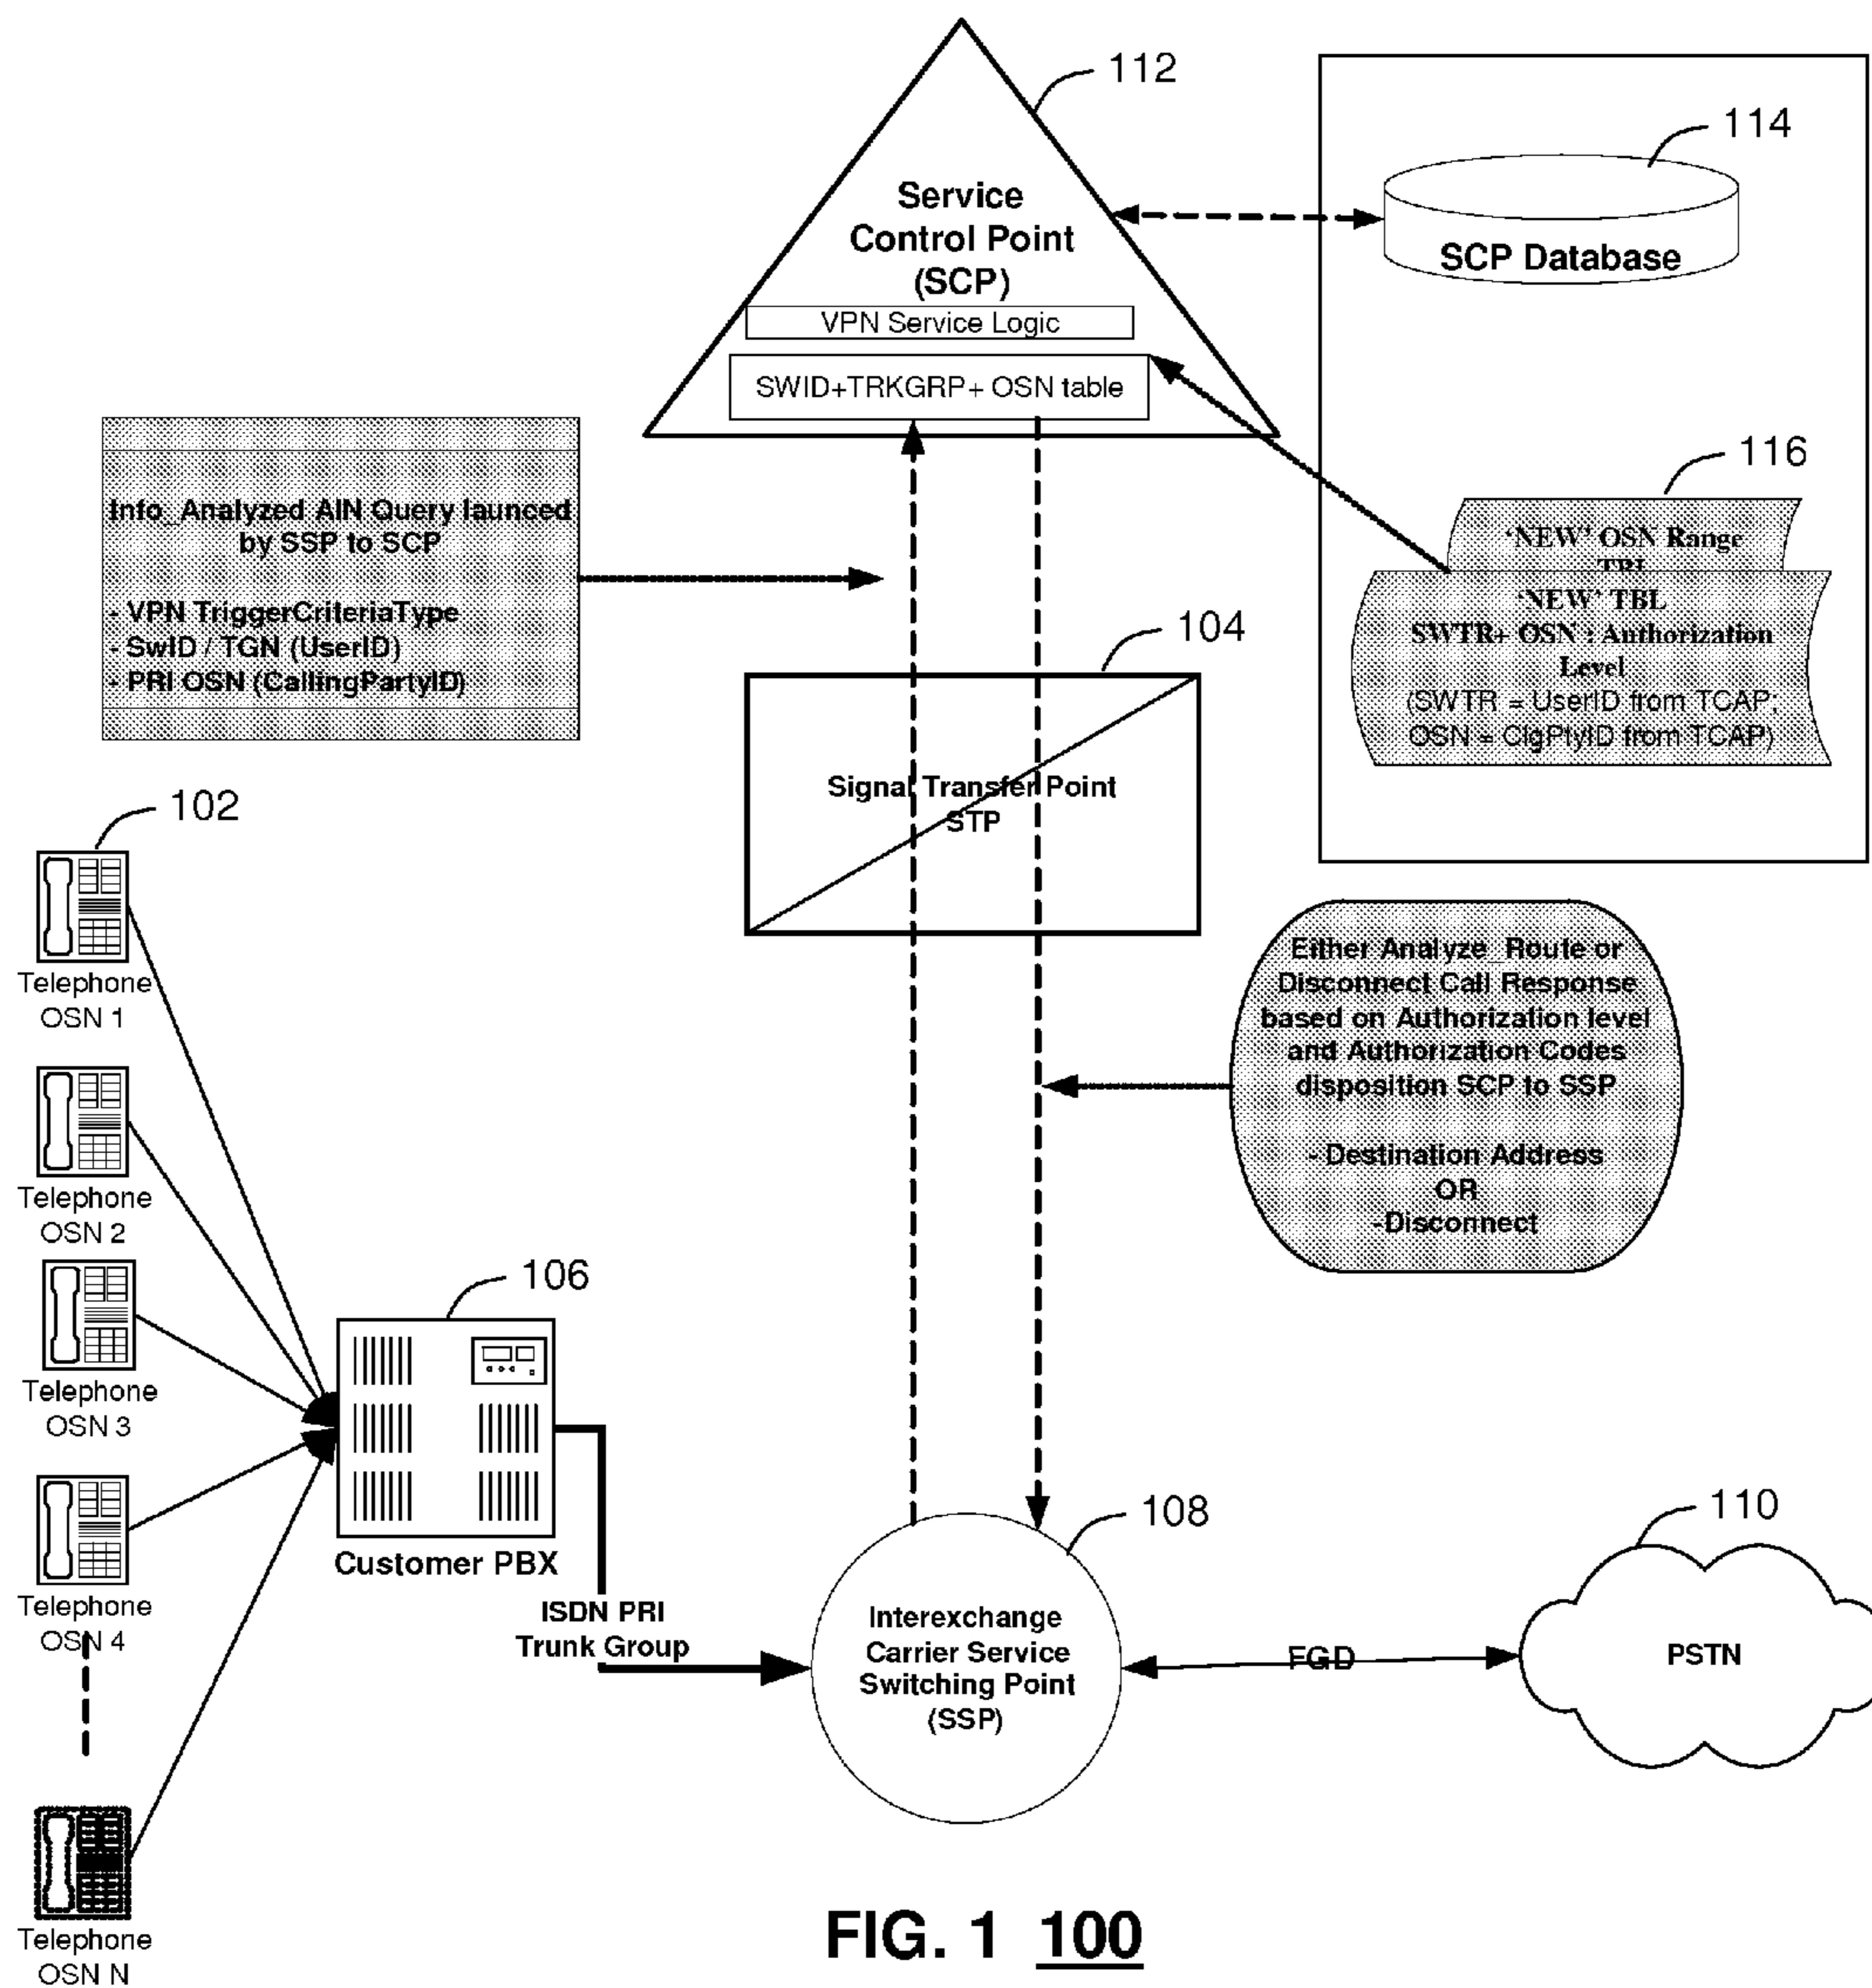 112
114
Service
Control Point
(SCP)
VPN Service Logic
SWID+TRKGRP+ OSN table
SCP Database
116
'NEW' OSN Range
TBL
'NEW' TBL
SWTR+ OSN : Authorization
Level
(SWTR = UserID from TCAP;
OSN = ClgPtyID from TCAP)
Info_Analyzed AIN Query launced
by SSP to SCP
- VPN TriggerCriteriaType
- SwID / TGN (UserID)
- PRI OSN (CallingPartyID)
104
Signal Transfer Point
STP
102
Telephone
OSN 1
Telephone
OSN 2
Telephone
OSN 3
Telephone
OSN 4
Telephone
OSN N
Either Analyze_Route or
Disconnect Call Response
based on Authorization level
and Authorization Codes
disposition SCP to SSP
- Destination Address
OR
-Disconnect
106
Customer PBX
ISDN PRI
Trunk Group
108
Interexchange
Carrier Service
Switching Point
(SSP)
FGD
110
PSTN
FIG. 1 100